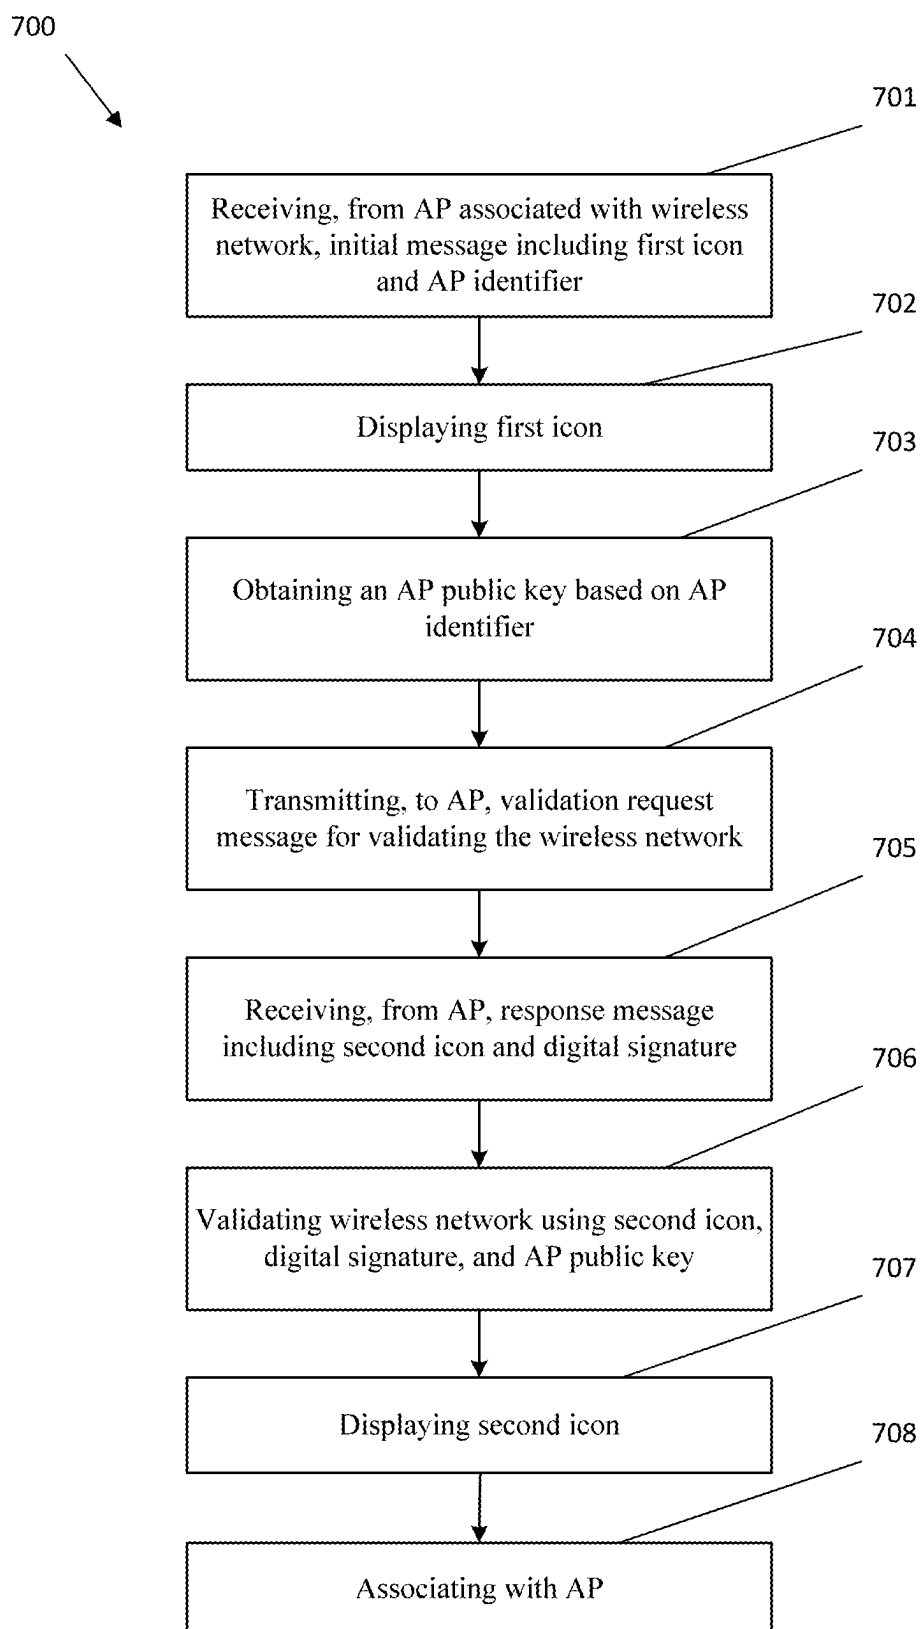 700
701
Receiving, from AP associated with wireless
network, initial message including first icon
and AP identifier
702
Displaying first icon
703
Obtaining an AP public key based on AP
identifier
704
Transmitting, to AP, validation request
message for validating the wireless network
705
Receiving, from AP, response message
including second icon and digital signature
706
Validating wireless network using second icon,
digital signature, and AP public key
707
Displaying second icon
708
Associating with AP